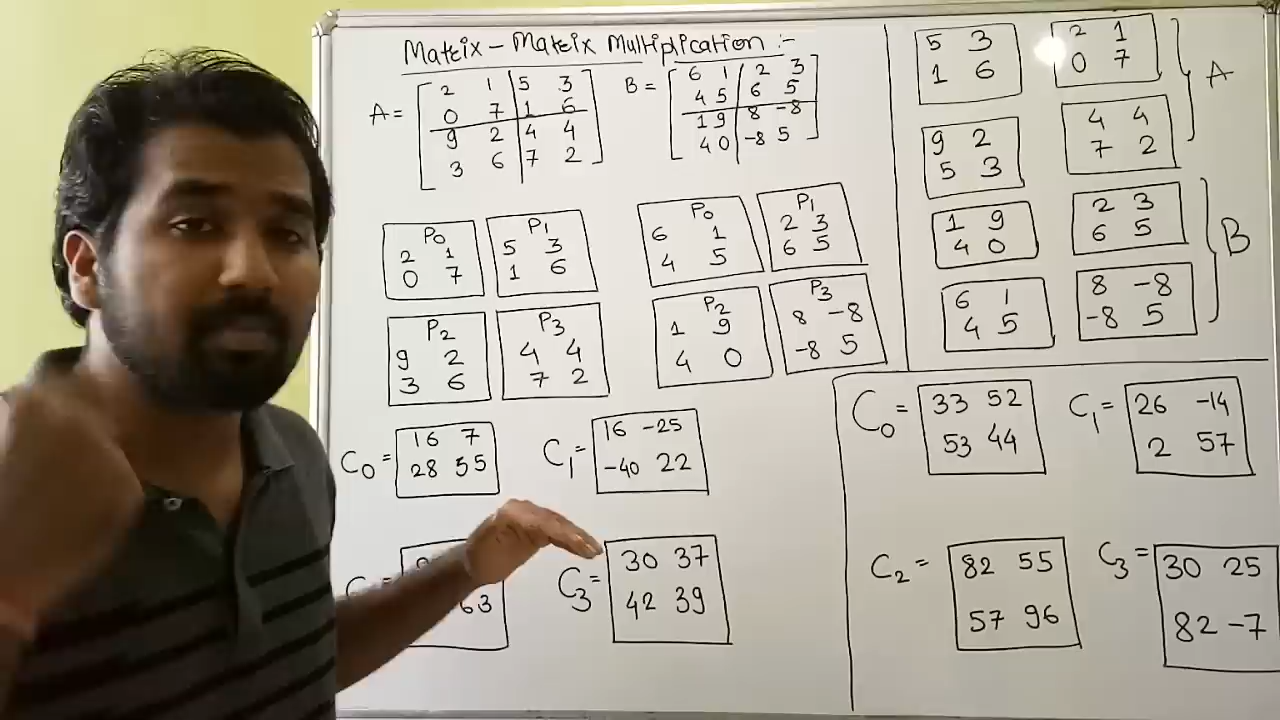 Matrix - Matrix Multiplication :-
A = 2 1 5 3
0 7 1 6
9 2 4 4
3 6 7 2
B = 6 1 2 3
4 5 6 5
1 9 8 -8
4 0 -8 5
P0
2 1
0 7
P1
5 3
1 6
P2
9 2
3 6
P3
4 4
7 2
P0
6 1
4 5
P1
2 3
6 5
P2
1 9
4 0
P3
8 -8
-8 5
C0 = 16 7
28 35
C1 = 16 -25
-40 22
63
C3 = 30 37
42 39
5 3
1 6
2 1
0 7
9 2
5 3
4 4
7 2
A
1 9
4 0
2 3
6 5
6 1
4 5
8 -8
-8 5
B
C0 = 33 52
53 44
C1 = 26 -14
2 57
C2 = 82 55
57 96
C3 = 30 25
82 -7